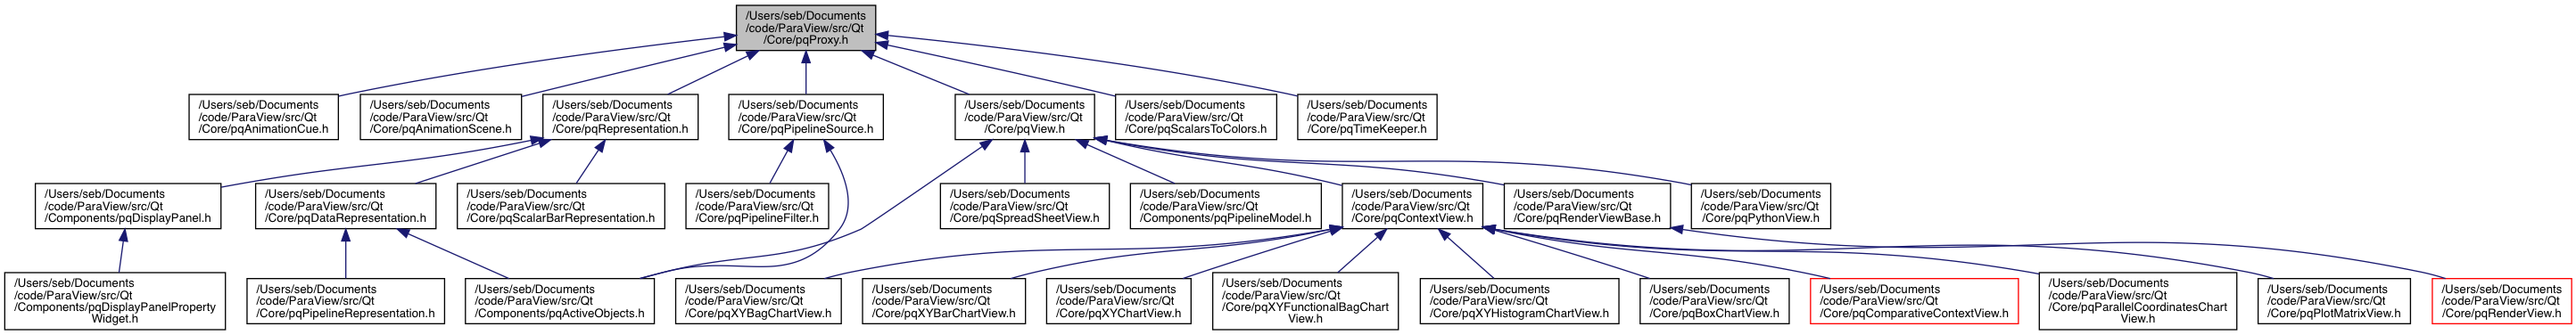 /Users/seb/Documents
/code/ParaView/src/Qt
/Core/pqProxy.h
/Users/seb/Documents
/code/ParaView/src/Qt
/Core/pqAnimationCue.h
/Users/seb/Documents
/code/ParaView/src/Qt
/Core/pqAnimationScene.h
/Users/seb/Documents
/code/ParaView/src/Qt
/Core/pqRepresentation.h
/Users/seb/Documents
/code/ParaView/src/Qt
/Core/pqPipelineSource.h
/Users/seb/Documents
/code/ParaView/src/Qt
/Core/pqView.h
/Users/seb/Documents
/code/ParaView/src/Qt
/Core/pqScalarsToColors.h
/Users/seb/Documents
/code/ParaView/src/Qt
/Core/pqTimeKeeper.h
/Users/seb/Documents
/code/ParaView/src/Qt
/Components/pqDisplayPanel.h
/Users/seb/Documents
/code/ParaView/src/Qt
/Core/pqDataRepresentation.h
/Users/seb/Documents
/code/ParaView/src/Qt
/Core/pqScalarBarRepresentation.h
/Users/seb/Documents
/code/ParaView/src/Qt
/Core/pqPipelineFilter.h
/Users/seb/Documents
/code/ParaView/src/Qt
/Core/pqSpreadSheetView.h
/Users/seb/Documents
/code/ParaView/src/Qt
/Components/pqPipelineModel.h
/Users/seb/Documents
/code/ParaView/src/Qt
/Core/pqContextView.h
/Users/seb/Documents
/code/ParaView/src/Qt
/Core/pqRenderViewBase.h
/Users/seb/Documents
/code/ParaView/src/Qt
/Core/pqPythonView.h
/Users/seb/Documents
/code/ParaView/src/Qt
/Components/pqDisplayPanelProperty
Widget.h
/Users/seb/Documents
/code/ParaView/src/Qt
/Core/pqPipelineRepresentation.h
/Users/seb/Documents
/code/ParaView/src/Qt
/Components/pqActiveObjects.h
/Users/seb/Documents
/code/ParaView/src/Qt
/Core/pqXYBagChartView.h
/Users/seb/Documents
/code/ParaView/src/Qt
/Core/pqXYBarChartView.h
/Users/seb/Documents
/code/ParaView/src/Qt
/Core/pqXYChartView.h
/Users/seb/Documents
/code/ParaView/src/Qt
/Core/pqXYFunctionalBagChart
View.h
/Users/seb/Documents
/code/ParaView/src/Qt
/Core/pqXYHistogramChartView.h
/Users/seb/Documents
/code/ParaView/src/Qt
/Core/pqBoxChartView.h
/Users/seb/Documents
/code/ParaView/src/Qt
/Core/pqComparativeContextView.h
/Users/seb/Documents
/code/ParaView/src/Qt
/Core/pqParallelCoordinatesChart
View.h
/Users/seb/Documents
/code/ParaView/src/Qt
/Core/pqPlotMatrixView.h
/Users/seb/Documents
/code/ParaView/src/Qt
/Core/pqRenderView.h